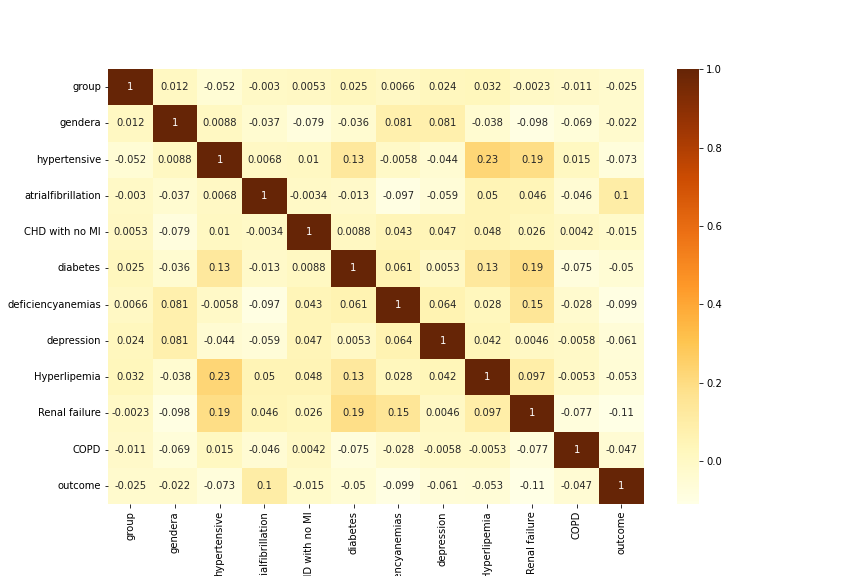 group 1 0.012 -0.052 -0.003 0.0053 0.025 0.0066 0.024 0.032 -0.0023 -0.011 -0.025
gendera 0.012 1 0.0088 -0.037 -0.079 -0.036 0.081 0.081 -0.038 -0.098 -0.069 -0.022
hypertensive -0.052 0.0088 1 0.0068 0.01 0.13 -0.0058 -0.044 0.23 0.19 0.015 -0.073
atrialfibrillation -0.003 -0.037 0.0068 1 -0.0034 -0.013 -0.097 -0.059 0.05 0.046 -0.046 0.1
CHD with no MI 0.0053 -0.079 0.01 -0.0034 1 0.0088 0.043 0.047 0.048 0.026 0.0042 -0.015
diabetes 0.025 -0.036 0.13 -0.013 0.0088 1 0.061 0.0053 0.13 0.19 -0.075 -0.05
deficiencyanemias 0.0066 0.081 -0.0058 -0.097 0.043 0.061 1 0.064 0.028 0.15 -0.028 -0.099
depression 0.024 0.081 -0.044 -0.059 0.047 0.0053 0.064 1 0.042 0.0046 -0.0058 -0.061
Hyperlipemia 0.032 -0.038 0.23 0.05 0.048 0.13 0.028 0.042 1 0.097 -0.0053 -0.053
Renal failure -0.0023 -0.098 0.19 0.046 0.026 0.19 0.15 0.0046 0.097 1 -0.077 -0.11
COPD -0.011 -0.069 0.015 -0.046 0.0042 -0.075 -0.028 -0.0058 -0.0053 -0.077 1 -0.047
outcome -0.025 -0.022 -0.073 0.1 -0.015 -0.05 -0.099 -0.061 -0.053 -0.11 -0.047 1
group
gendera
hypertensive
ialfibrillation
HD with no MI
diabetes
encyanemias
depression
Hyperlipemia
Renal failure
COPD
outcome
1.0
0.8
0.6
0.4
0.2
0.0